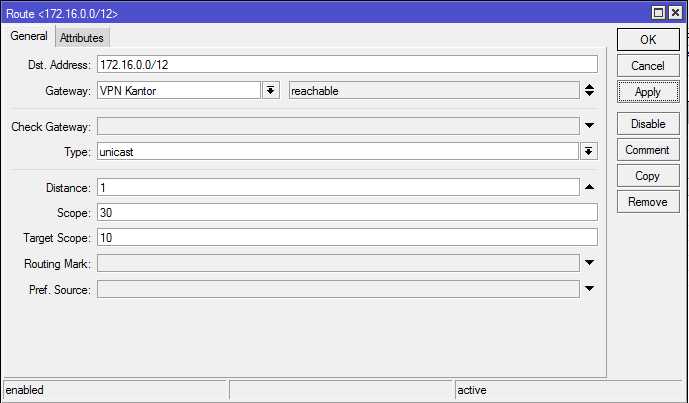 Route <172.16.0.0/12>
General Attributes
OK
Dst. Address: 172.16.0.0/12
Cancel
Gateway: VPN Kantor reachable
Apply
Check Gateway:
Disable
Type: unicast
Comment
Copy
Distance: 1
Remove
Scope: 30
Target Scope: 10
Routing Mark:
Pref. Source:
enabled active